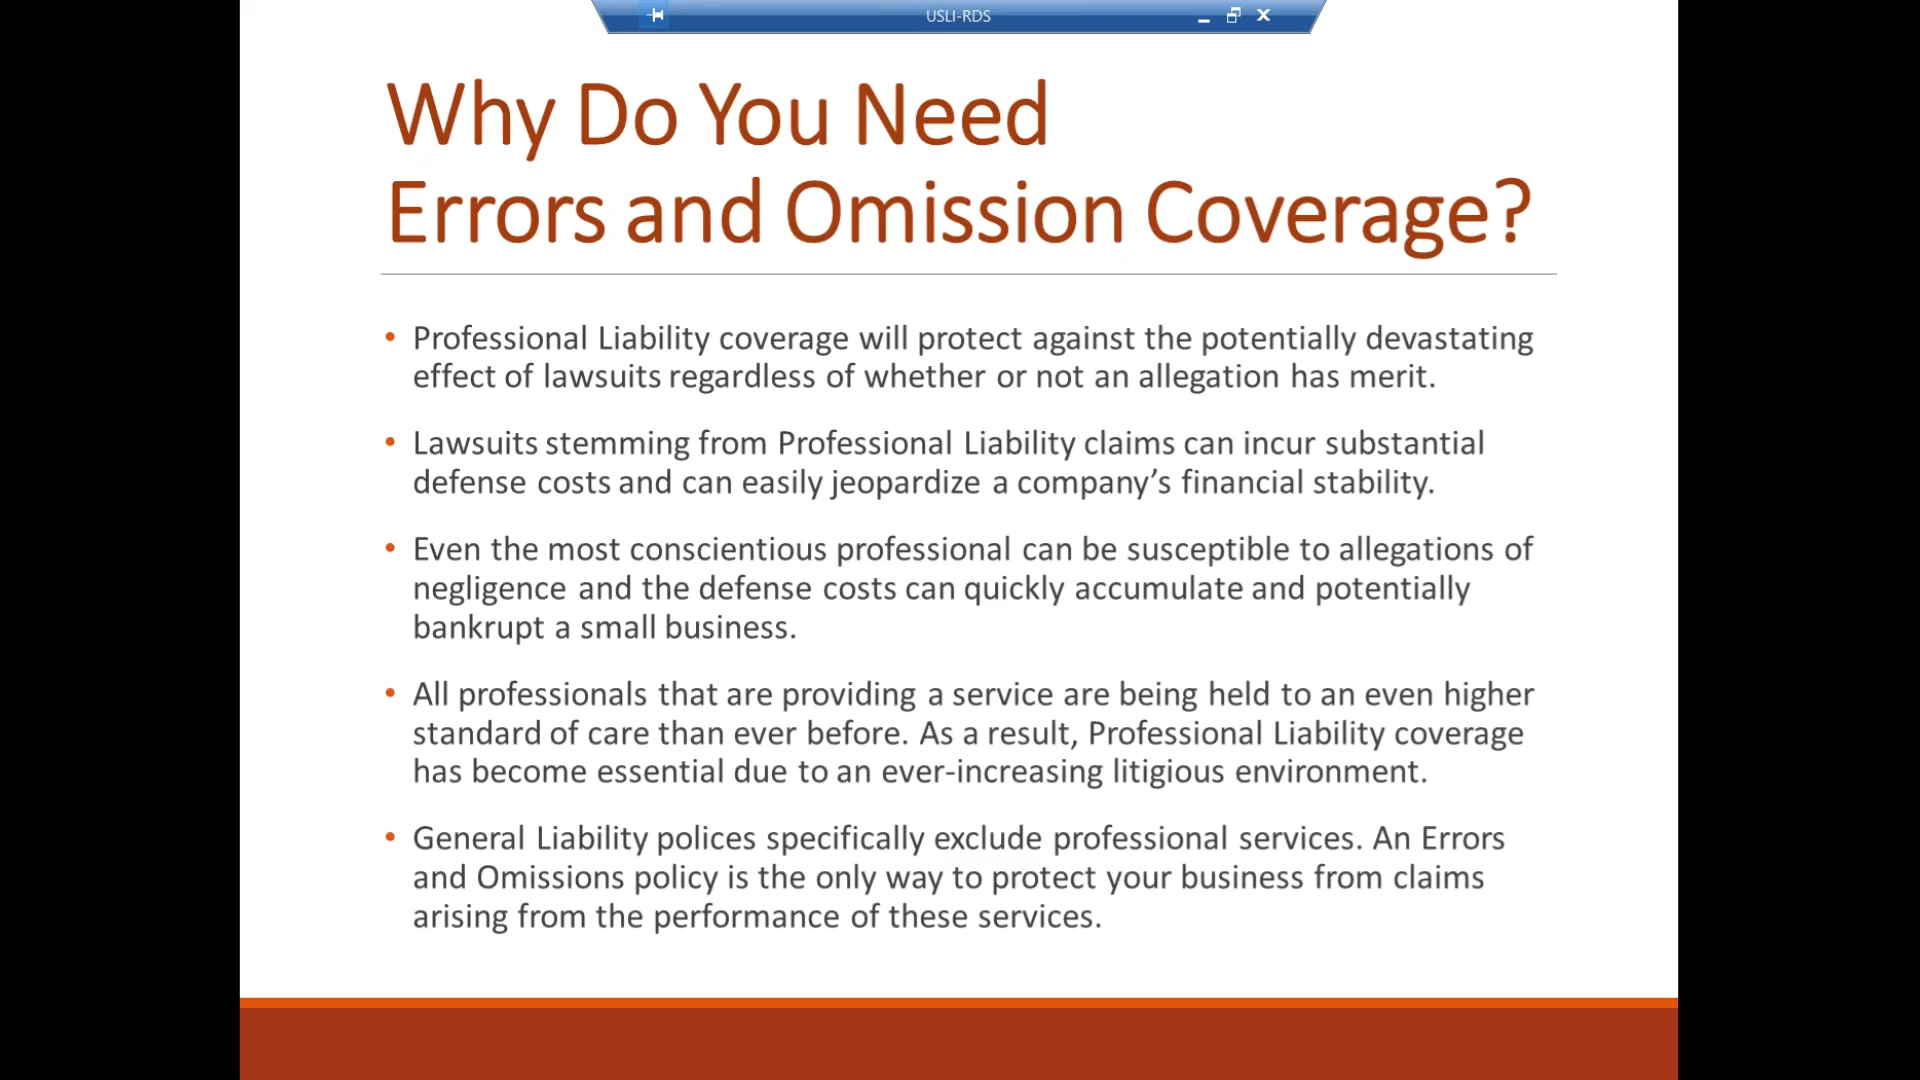 USLI-RDS
Why Do You Need
Errors and Omission Coverage?
• Professional Liability coverage will protect against the potentially devastating
effect of lawsuits regardless of whether or not an allegation has merit.
• Lawsuits stemming from Professional Liability claims can incur substantial
defense costs and can easily jeopardize a company’s financial stability.
• Even the most conscientious professional can be susceptible to allegations of
negligence and the defense costs can quickly accumulate and potentially
bankrupt a small business.
• All professionals that are providing a service are being held to an even higher
standard of care than ever before. As a result, Professional Liability coverage
has become essential due to an ever-increasing litigious environment.
• General Liability polices specifically exclude professional services. An Errors
and Omissions policy is the only way to protect your business from claims
arising from the performance of these services.